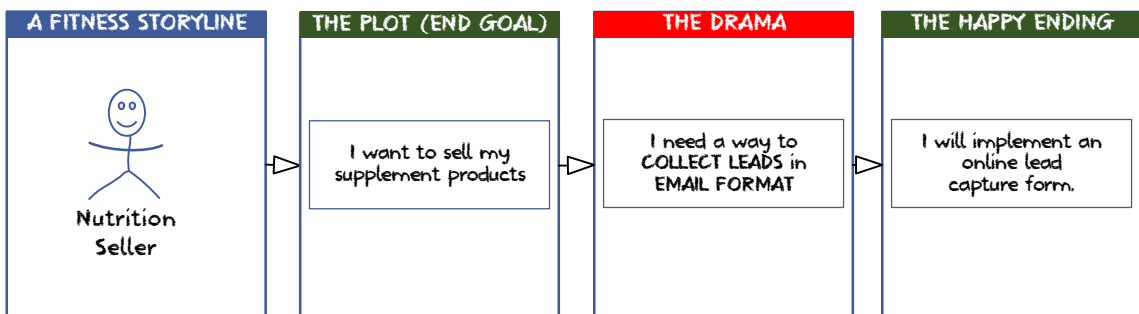 A FITNESS STORYLINE
Nutrition
Seller
THE PLOT (END GOAL)
I want to sell my
supplement products
THE DRAMA
I need a way to
COLLECT LEADS in
EMAIL FORMAT
THE HAPPY ENDING
I will implement an
online lead
capture form.